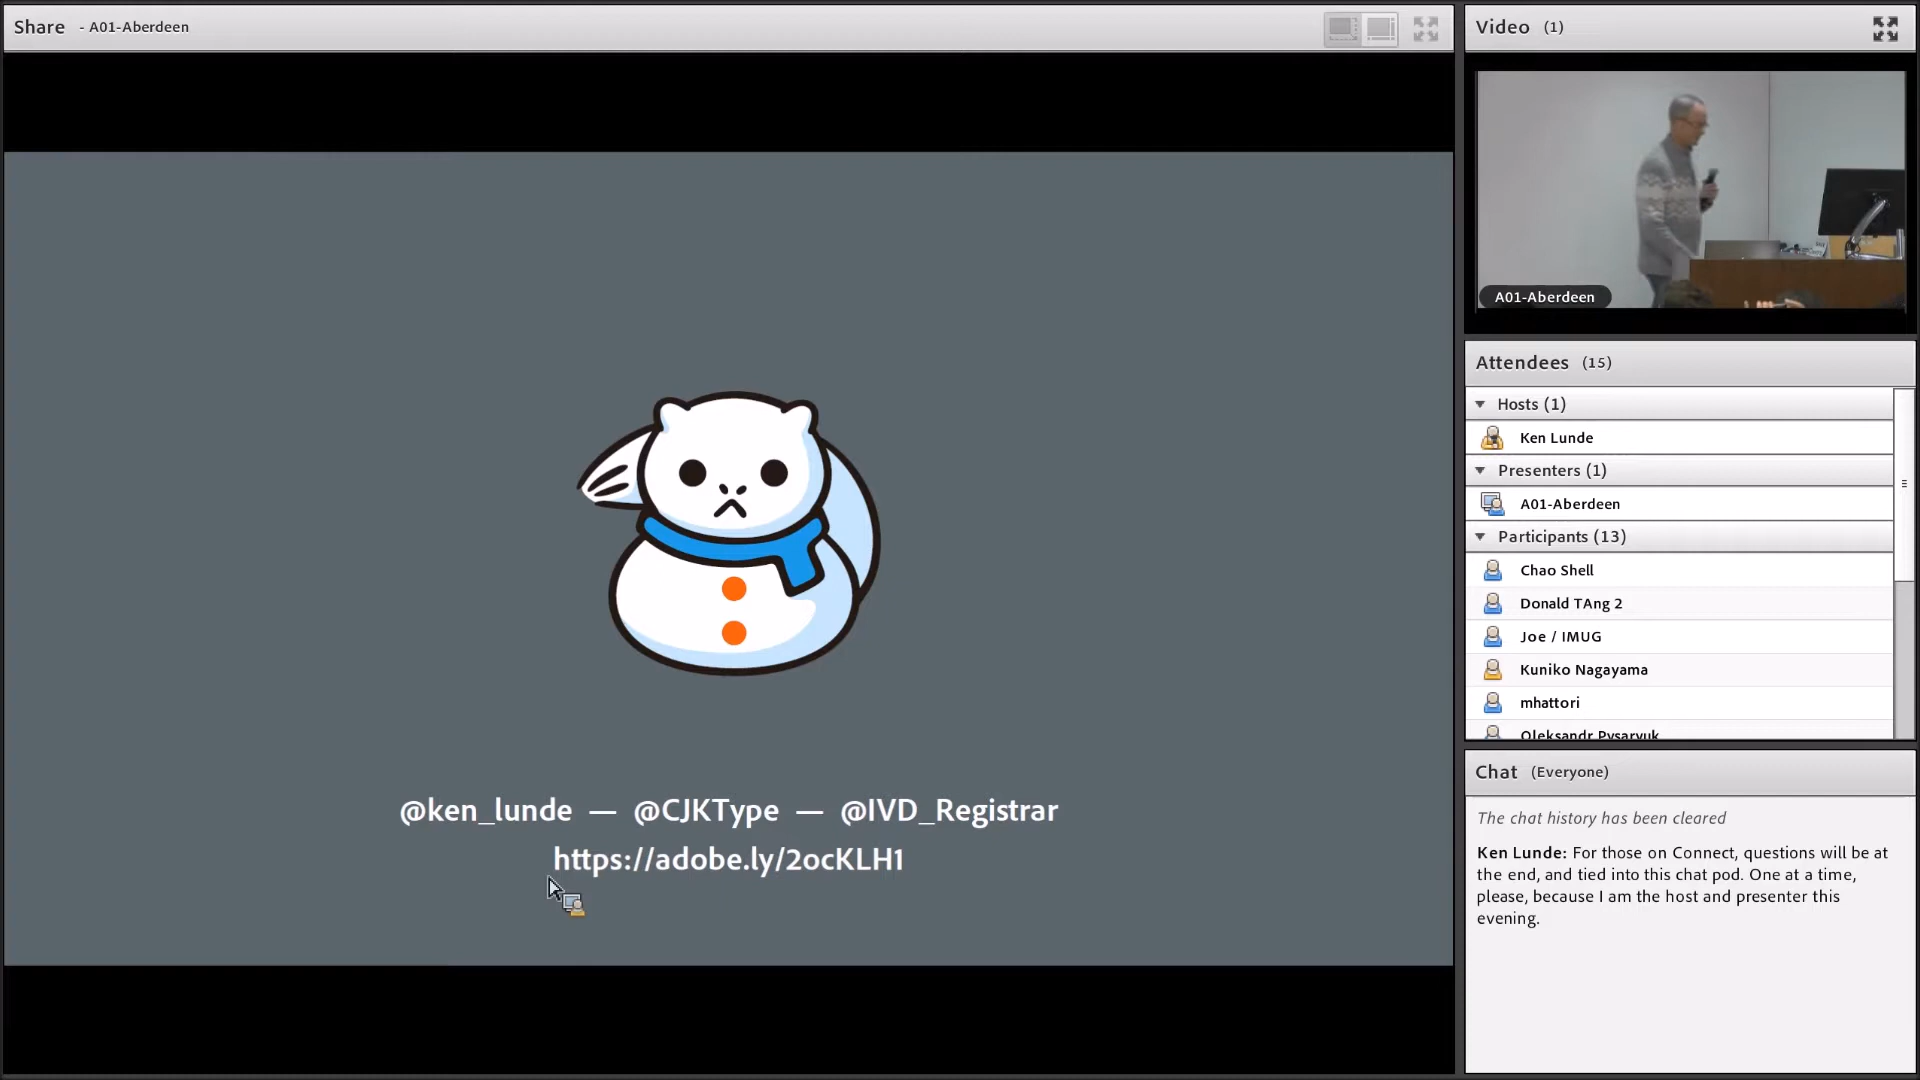 Share - A01-Aberdeen
@ken_lunde — @CJKType — @IVD_Registrar
https://adobe.ly/2ocKLH1
Video (1)
A01-Aberdeen
Attendees (15)
Hosts (1)
Ken Lunde
Presenters (1)
A01-Aberdeen
Participants (13)
Chao Shell
Donald TAng 2
Joe / IMUG
Kuniko Nagayama
mhattori
Oleksandr Pysaryuk
Chat (Everyone)
The chat history has been cleared
Ken Lunde: For those on Connect, questions will be at
the end, and tied into this chat pod. One at a time,
please, because I am the host and presenter this
evening.